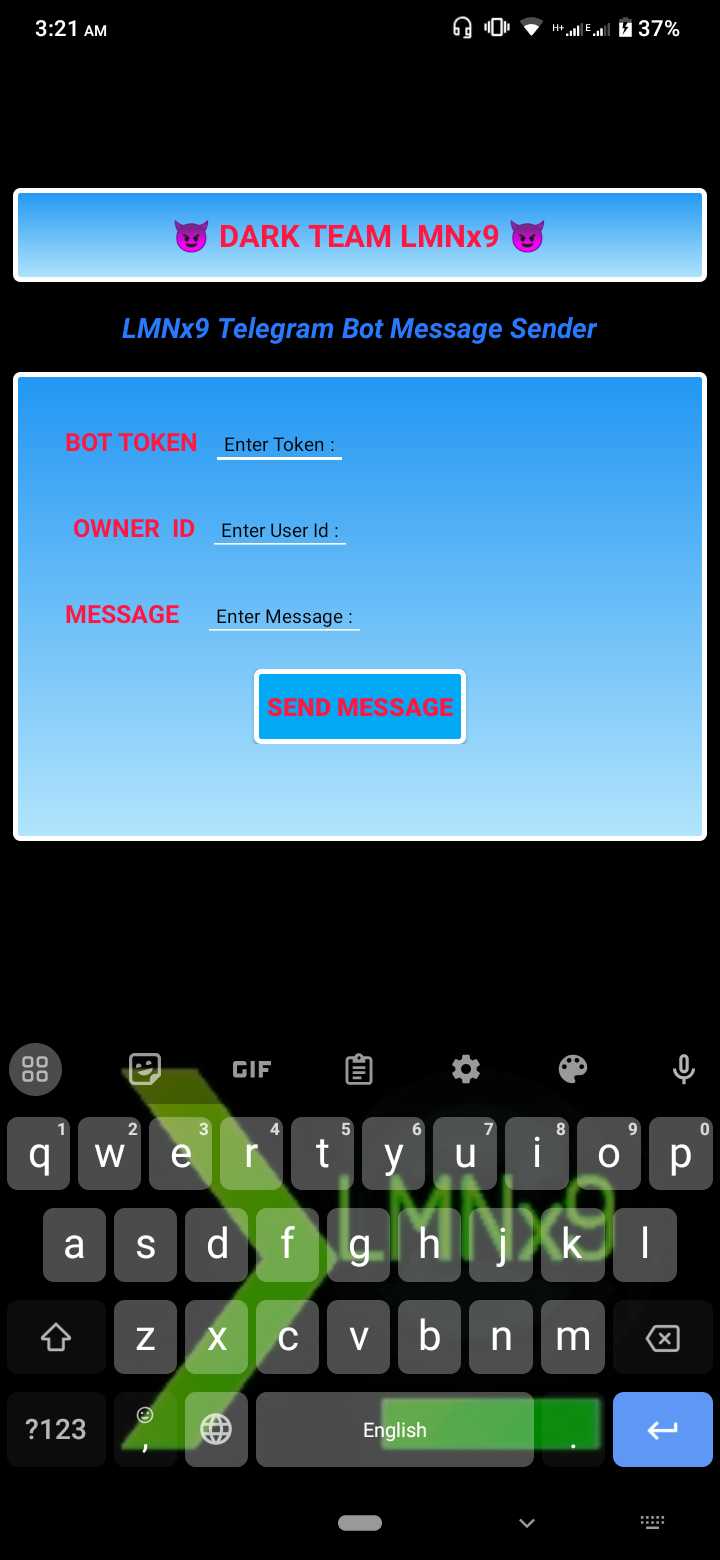 3:21 AM H+ E 37%
😈 DARK TEAM LMNx9 😈
LMNx9 Telegram Bot Message Sender
BOT TOKEN Enter Token :
OWNER ID Enter User Id :
MESSAGE Enter Message :
SEND MESSAGE
GIF
q1 w2 e3 r4 t5 y6 u7 i8 o9 p0
LMNx9
a s d f g h j k l
z x c v b n m
?123 , English .